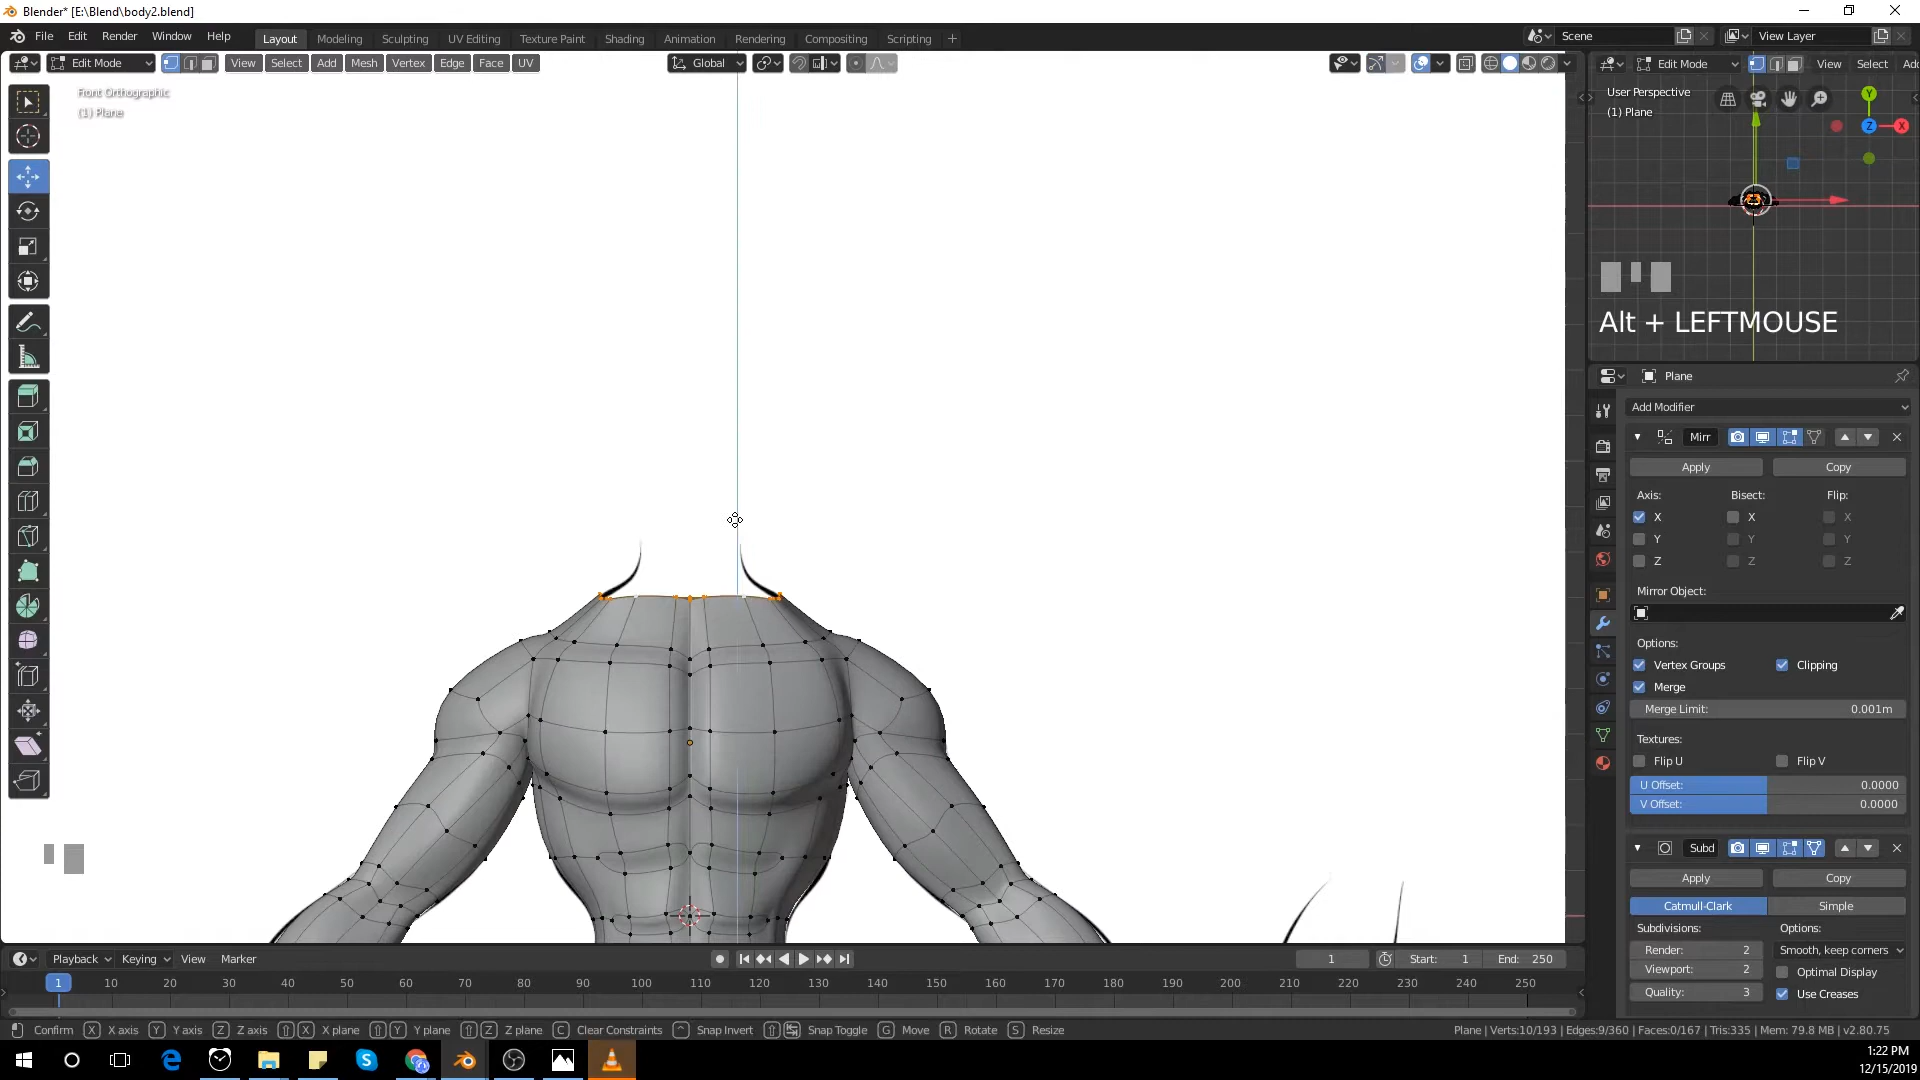 Blender* [E:\Blend\body2.blend]
File Edit Render Window Help
Layout Modeling Sculpting UV Editing Texture Paint Shading Animation Rendering Compositing Scripting
Scene View Layer
Edit Mode View Select Add Mesh Vertex Edge Face UV Global
Edit Mode View Select Add
Front Orthographic
(1) Plane
User Perspective
(1) Plane
Y
Z
X
Alt + LEFTMOUSE
Plane
Add Modifier
Mirr
Apply Copy
Axis: Bisect: Flip:
X X X
Y Y Y
Z Z Z
Mirror Object:
Options:
Vertex Groups Clipping
Merge
Merge Limit: 0.001m
Textures:
Flip U Flip V
U Offset: 0.0000
V Offset: 0.0000
Subd
Apply Copy
Catmull-Clark Simple
Subdivisions: Options:
Render: 2 Smooth, keep corners
Viewport: 2 Optimal Display
Quality: 3 Use Creases
Playback Keying View Marker 1 Start: 1 End: 250
1 10 20 30 40 50 60 70 80 90 100 110 120 130 140 150 160 170 180 190 200 210 220 230 240 250
Confirm X X axis Y Y axis Z Z axis X X plane Y Y plane Z Z plane C Clear Constraints Snap Invert Snap Toggle G Move R Rotate S Resize
Plane | Verts:10/193 | Edges:9/360 | Faces:0/167 | Tris:335 | Mem: 79.8 MB | v2.80.75
1:22 PM
12/15/2019